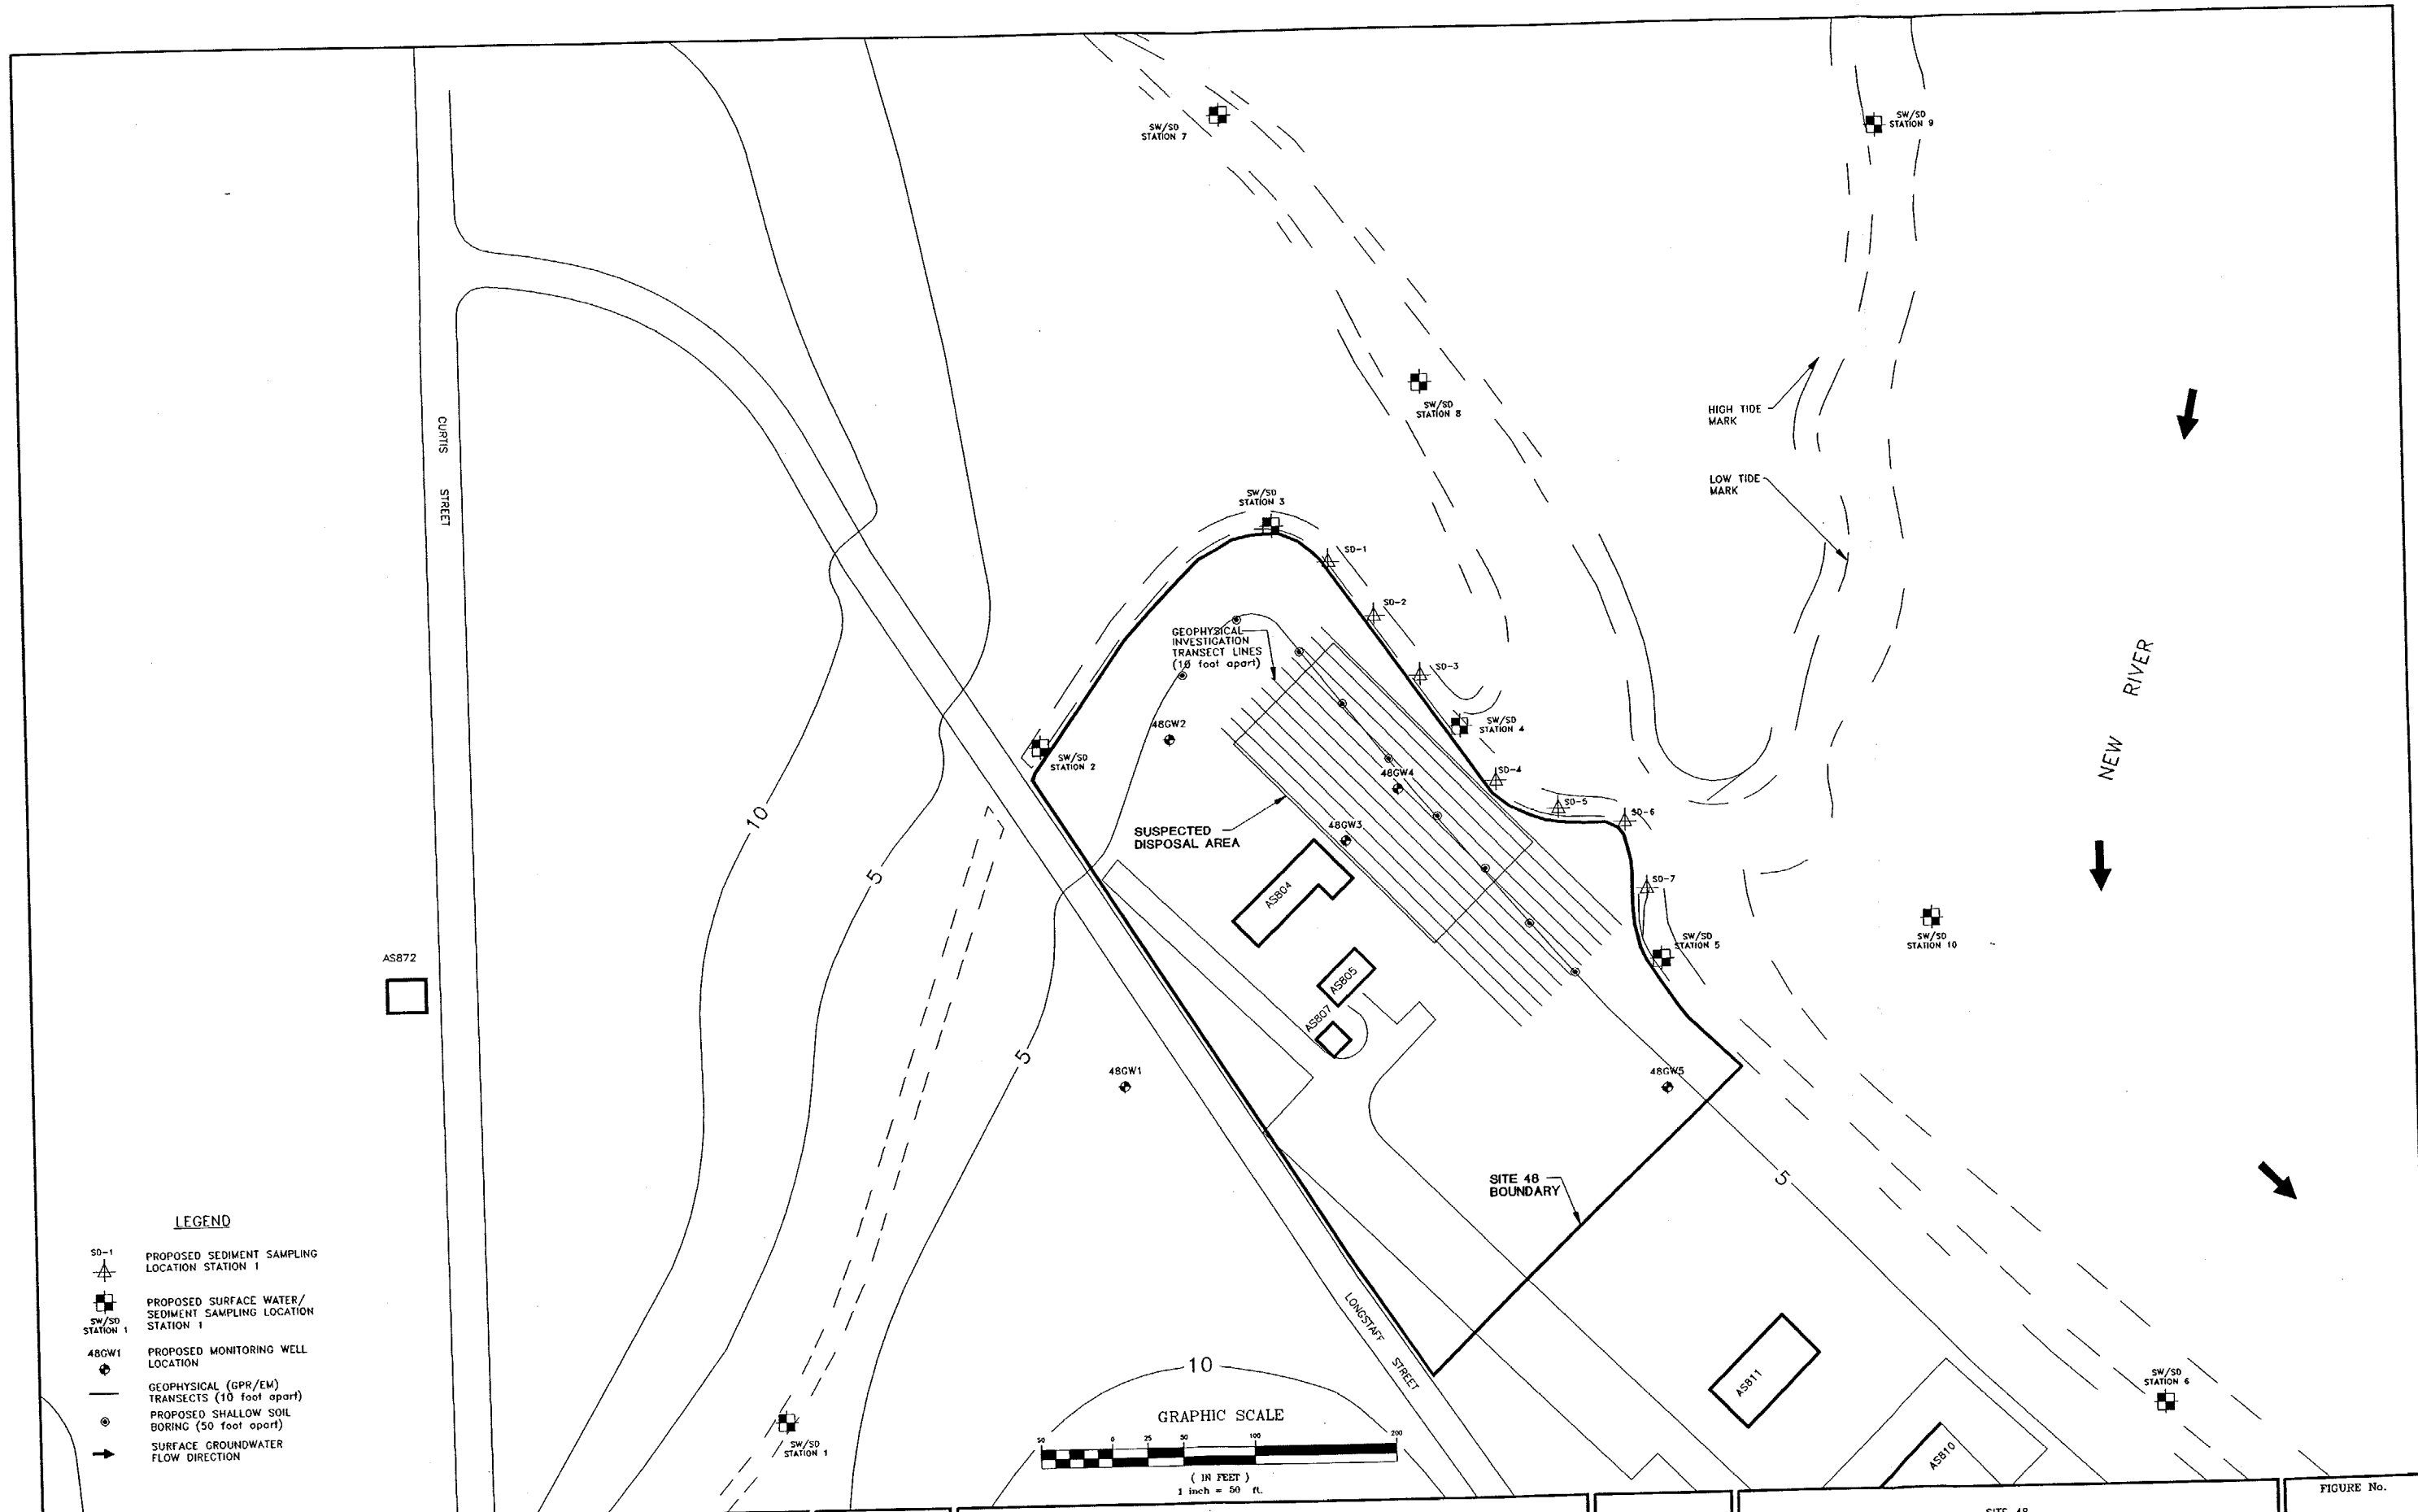 SW/SD
STATION 7
SW/SD
STATION 9
CURTIS STREET
SW/SD
STATION 8
HIGH TIDE
MARK
LOW TIDE
MARK
SW/SD
STATION 3
SD-1
SD-2
GEOPHYSICAL
INVESTIGATION
TRANSECT LINES
(10 foot apart)
SD-3
NEW RIVER
48GW2
SW/SD
STATION 4
SW/SD
STATION 2
48GW4
SD-4
SD-5
SD-6
10
SUSPECTED
DISPOSAL AREA
48GW3
5
SD-7
AS804
AS872
SW/SD
STATION 5
SW/SD
STATION 10
AS805
AS807
5
48GW1
48GW5
SITE 48
BOUNDARY
5
LONGSTAFF STREET
10
AS811
AS810
SW/SD
STATION 6
SW/SD
STATION 1
LEGEND
SD-1
PROPOSED SEDIMENT SAMPLING
LOCATION STATION 1
SW/SD
STATION 1
PROPOSED SURFACE WATER/
SEDIMENT SAMPLING LOCATION
STATION 1
48GW1
PROPOSED MONITORING WELL
LOCATION
GEOPHYSICAL (GPR/EM)
TRANSECTS (10 foot apart)
PROPOSED SHALLOW SOIL
BORING (50 foot apart)
SURFACE GROUNDWATER
FLOW DIRECTION
GRAPHIC SCALE
50 0 25 50 100 200
( IN FEET )
1 inch = 50 ft.
SITE 48
FIGURE No.